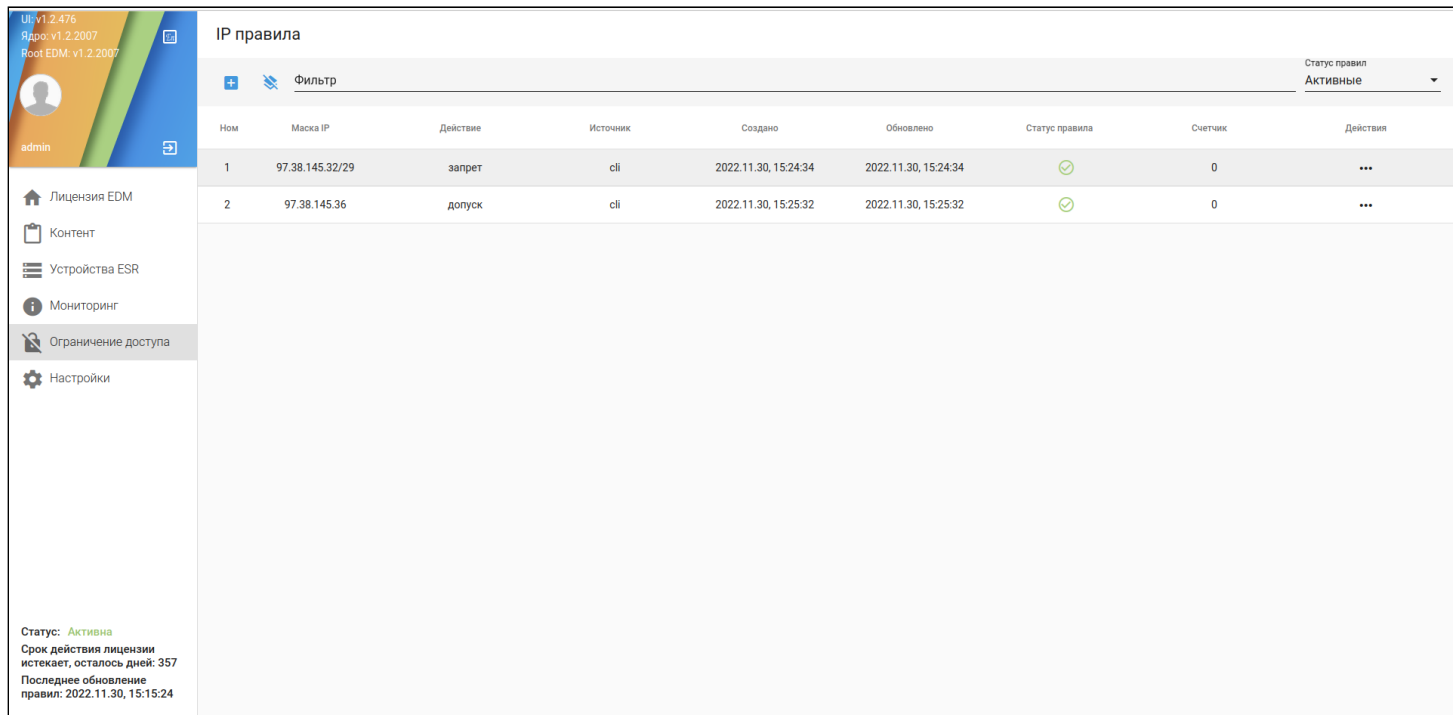 UI: v1.2.476
Ядро: v1.2.2007
Root EDM: v1.2.2007
admin
Лицензия EDM
Контент
Устройства ESR
Мониторинг
Ограничение доступа
Настройки
Статус: Активна
Срок действия лицензии
истекает, осталось дней: 357
Последнее обновление
правил: 2022.11.30, 15:15:24
IP правила
Фильтр
Статус правил
Активные
Ном Маска IP Действие Источник Создано Обновлено Статус правила Счетчик Действия
1 97.38.145.32/29 запрет cli 2022.11.30, 15:24:34 2022.11.30, 15:24:34 0
2 97.38.145.36 допуск cli 2022.11.30, 15:25:32 2022.11.30, 15:25:32 0